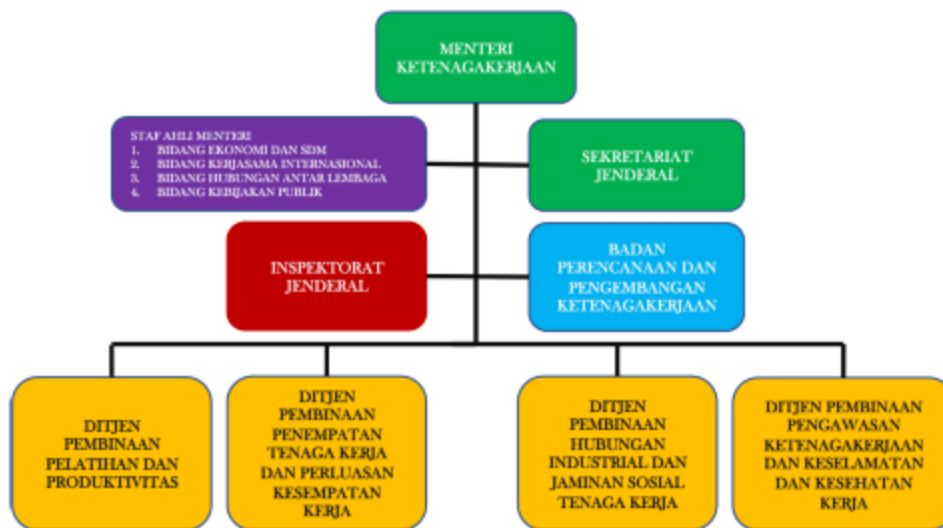 MENTERI
KETENAGAKERJAAN
STAF AHLI MENTERI
1. BIDANG EKONOMI DAN SDM
2. BIDANG KERJASAMA INTERNASIONAL
3. BIDANG HUBUNGAN ANTAR LEMBAGA
4. BIDANG KEBIJAKAN PUBLIK
SEKRETARIAT
JENDERAL
INSPEKTORAT
JENDERAL
BADAN
PERENCANAAN DAN
PENGEMBANGAN
KETENAGAKERJAAN
DITJEN
PEMBINAAN
PELATIHAN DAN
PRODUKTIVITAS
DITJEN
PEMBINAAN
PENEMPATAN
TENAGA KERJA
DAN PERLUASAN
KESEMPATAN
KERJA
DITJEN
PEMBINAAN
HUBUNGAN
INDUSTRIAL DAN
JAMINAN SOSIAL
TENAGA KERJA
DITJEN PEMBINAAN
PENGAWASAN
KETENAGAKERJAAN
DAN KESELAMATAN
DAN KESEHATAN
KERJA